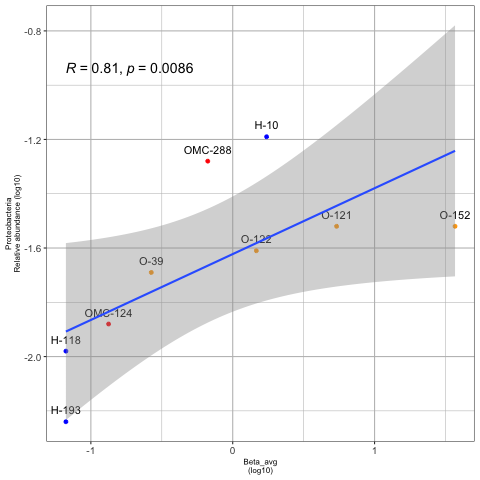 -0.8
R = 0.81, p = 0.0086
H-10
-1.2
OMC-288
O-121
O-152
O-122
-1.6
O-39
OMC-124
H-118
-2.0
H-193
-1
0
1
Proteobacteria
Relative abundance (log10)
Beta_avg
(log10)